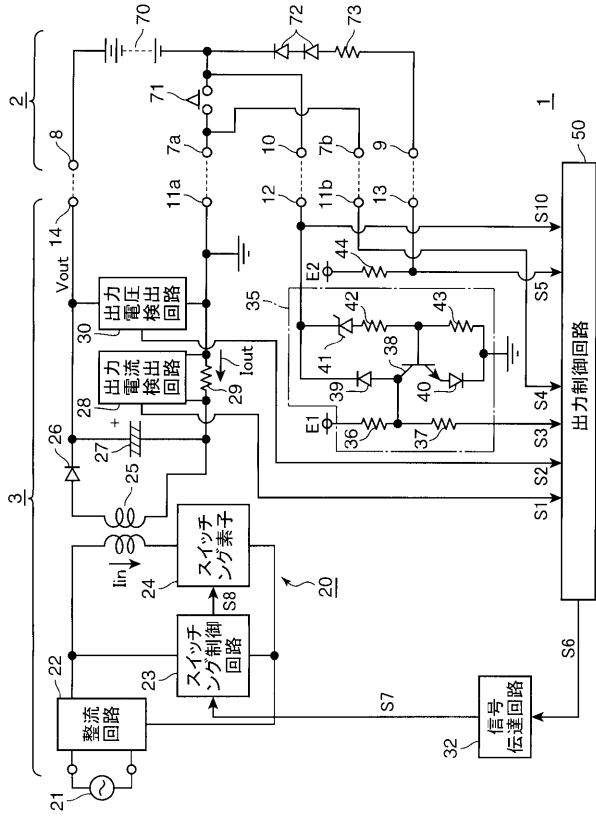 3
2
1
21
22
整流
回路
23
スイッチ
ング制御
回路
24
スイッチ
ング素子
20
S8
Iin
25
26
27
+
28
出力
電流
検出
回路
29
Iout
30
出力
電圧
検出
回路
Vout
14
8
70
71
72
73
7a
11a
10
12
7b
11b
9
13
35
E1
E2
36
37
38
39
40
41
42
43
44
S1
S2
S3
S4
S5
S10
出力制御回路
50
S6
32
信号
伝達回路
S7